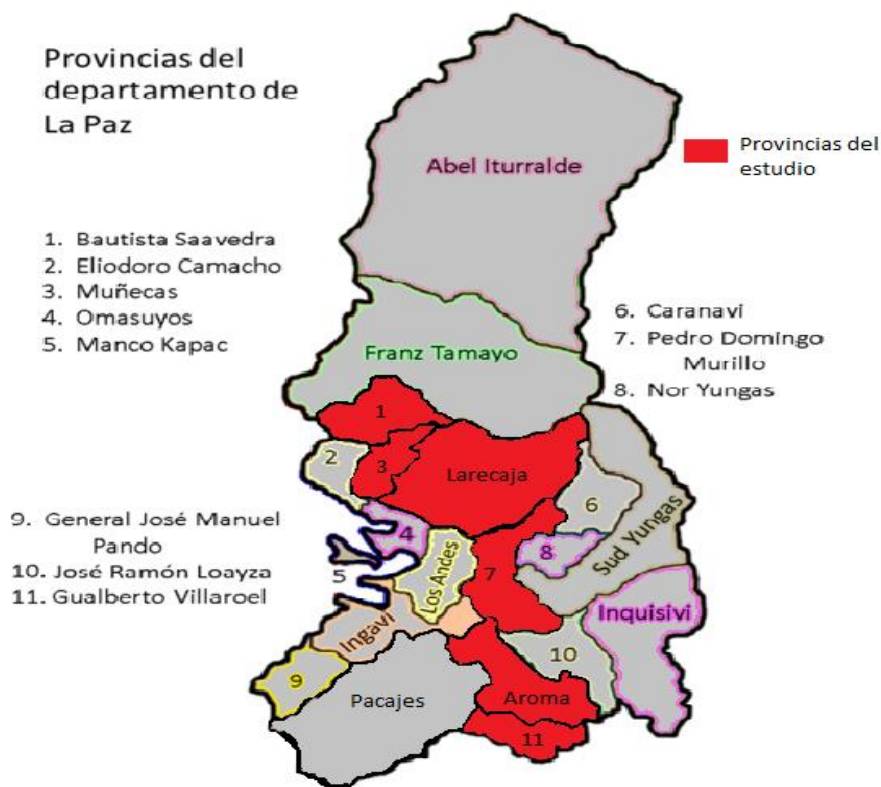 Provincias del
departamento de
La Paz
Provincias del
estudio
Abel Iturralde
1. Bautista Saavedra
2. Eliodoro Camacho
3. Muñecas
4. Omasuyos
5. Manco Kapac
6. Caranavi
7. Pedro Domingo
Murillo
8. Nor Yungas
Franz Tamayo
1
2
3
Larecaja
6
4
5
Los Andes
7
8
Sud Yungas
9. General José Manuel
Pando
10. José Ramón Loayza
11. Gualberto Villaroel
Ingavi
Inquisivi
10
9
Pacajes
Aroma
11